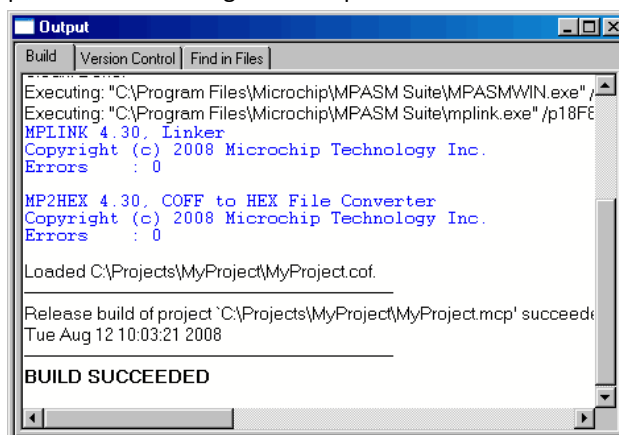 Output
Build Version Control Find in Files
Executing: "C:\Program Files\Microchip\MPASM Suite\MPASMWIN.exe" /
Executing: "C:\Program Files\Microchip\MPASM Suite\mplink.exe" /p18F8
MPLINK 4.30, Linker
Copyright (c) 2008 Microchip Technology Inc.
Errors : 0
MP2HEX 4.30, COFF to HEX File Converter
Copyright (c) 2008 Microchip Technology Inc.
Errors : 0
Loaded C:\Projects\MyProject\MyProject.cof.
Release build of project `C:\Projects\MyProject\MyProject.mcp' succeede
Tue Aug 12 10:03:21 2008
BUILD SUCCEEDED